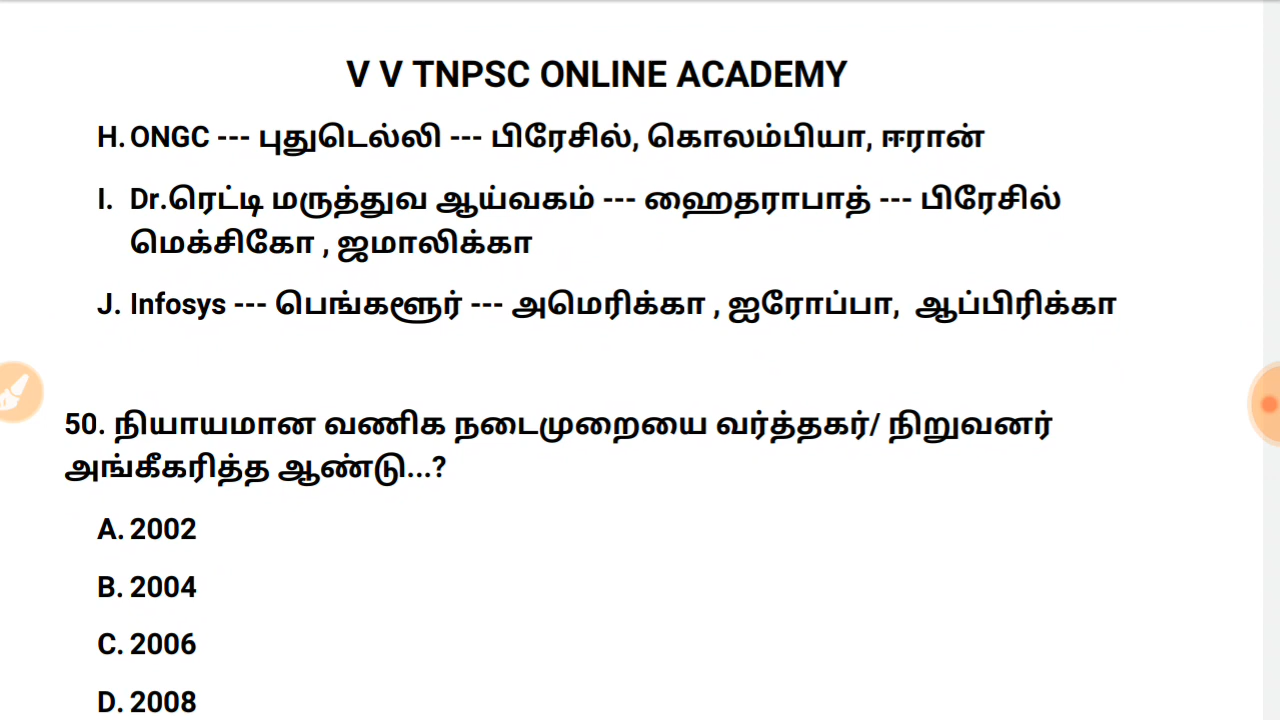 V V TNPSC ONLINE ACADEMY
H. ONGC --- புதுடெல்லி --- பிரேசில், கொலம்பியா, ஈரான்
I. Dr.ரெட்டி மருத்துவ ஆய்வகம் --- ஹைதராபாத் --- பிரேசில்
மெக்சிகோ , ஜமாலிக்கா
J. Infosys --- பெங்களூர் --- அமெரிக்கா , ஐரோப்பா, ஆப்பிரிக்கா
50. நியாயமான வணிக நடைமுறையை வர்த்தகர்/ நிறுவனர்
அங்கீகரித்த ஆண்டு...?
A. 2002
B. 2004
C. 2006
D. 2008